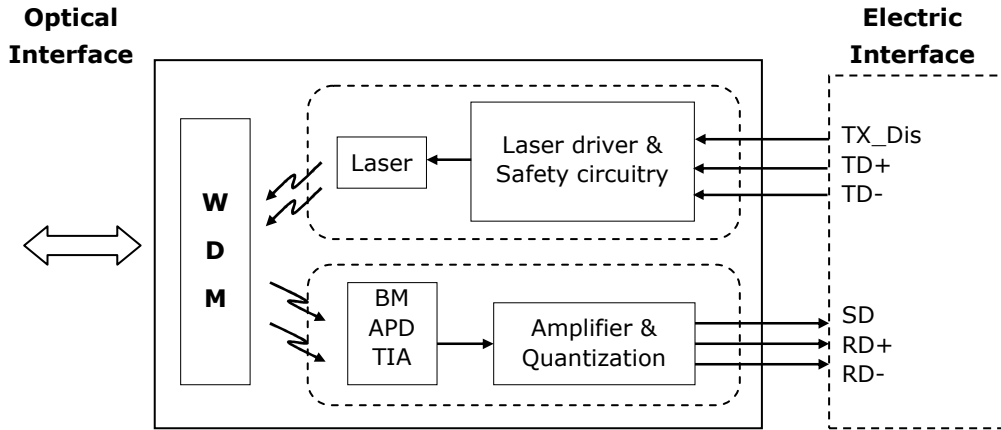 Optical
Interface
Electric
Interface
Laser
Laser driver &
Safety circuitry
TX_Dis
TD+
TD-
W
D
M
BM
APD
TIA
Amplifier &
Quantization
SD
RD+
RD-